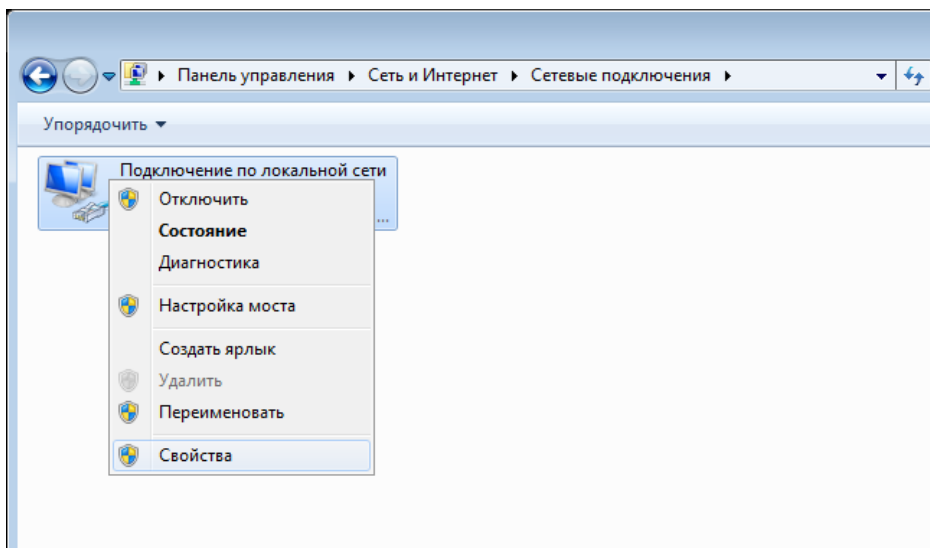 Панель управления Сеть и Интернет Сетевые подключения
Упорядочить
Подключение по локальной сети
Отключить
...
Состояние
Диагностика
Настройка моста
Создать ярлык
Удалить
Переименовать
Свойства